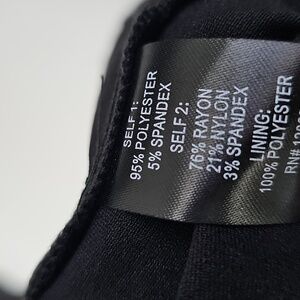 SELF 1:
95% POLYESTER
5% SPANDEX
SELF 2:
76% RAYON
21% NYLON
3% SPANDEX
LINING:
100% POLYESTER
RN#